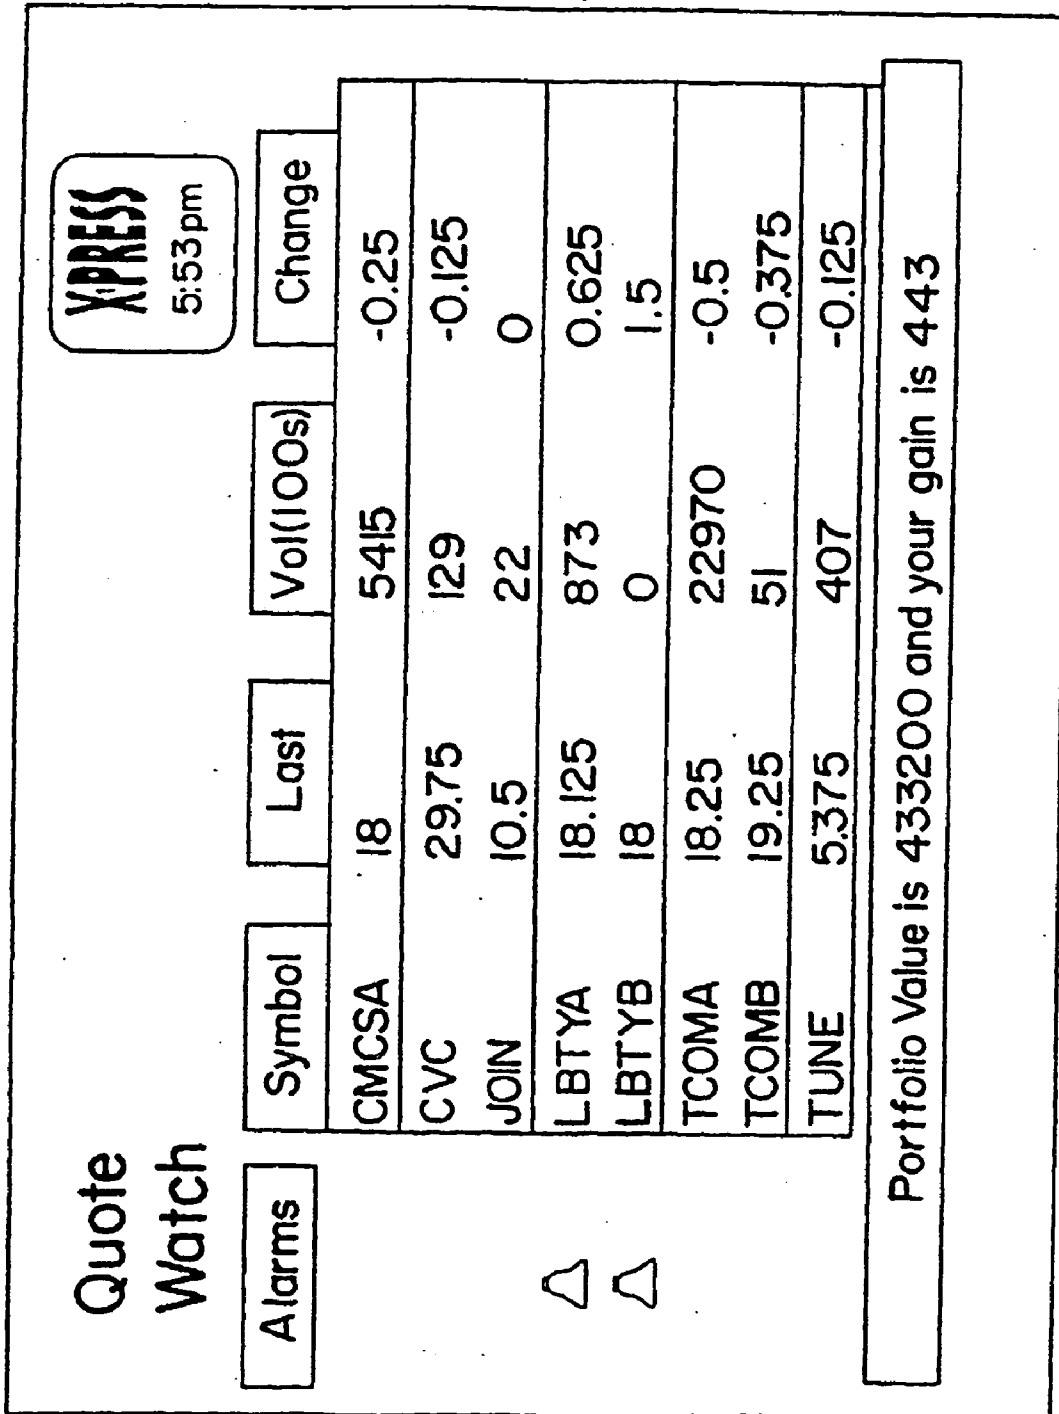 Quote
Watch
X·PRESS
5:53pm
Alarms Symbol Last Vol(100s) Change
CMCSA 18 5415 -0.25
CVC 29.75 129 -0.125
JOIN 10.5 22 0
LBTYA 18.125 873 0.625
LBTYB 18 0 1.5
TCOMA 18.25 22970 -0.5
TCOMB 19.25 51 -0.375
TUNE 5.375 407 -0.125
Portfolio Value is 433200 and your gain is 443